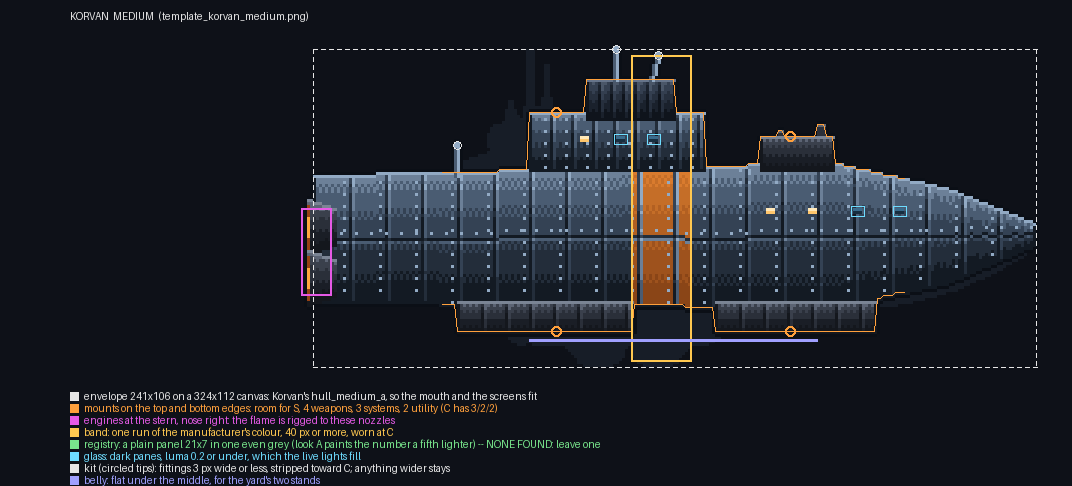 KORVAN MEDIUM (template_korvan_medium.png)
envelope 241x106 on a 324x112 canvas: Korvan's hull_medium_a, so the mouth and the screens fit
mounts on the top and bottom edges: room for S, 4 weapons, 3 systems, 2 utility (C has 3/2/2)
engines at the stern, nose right: the flame is rigged to these nozzles
band: one run of the manufacturer's colour, 40 px or more, worn at C
registry: a plain panel 21x7 in one even grey (look A paints the number a fifth lighter) -- NONE FOUND: leave one
glass: dark panes, luma 0.2 or under, which the live lights fill
kit (circled tips): fittings 3 px wide or less, stripped toward C; anything wider stays
belly: flat under the middle, for the yard's two stands